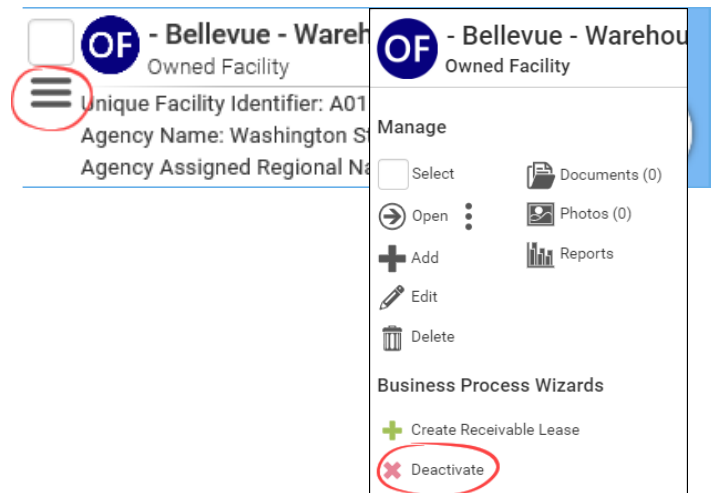 OF - Bellevue - Wareh
Owned Facility
Unique Facility Identifier: A01
Agency Name: Washington St
Agency Assigned Regional Na
OF - Bellevue - Warehou
Owned Facility
Manage
Select
Documents (0)
Open
Photos (0)
Add
Reports
Edit
Delete
Business Process Wizards
Create Receivable Lease
Deactivate